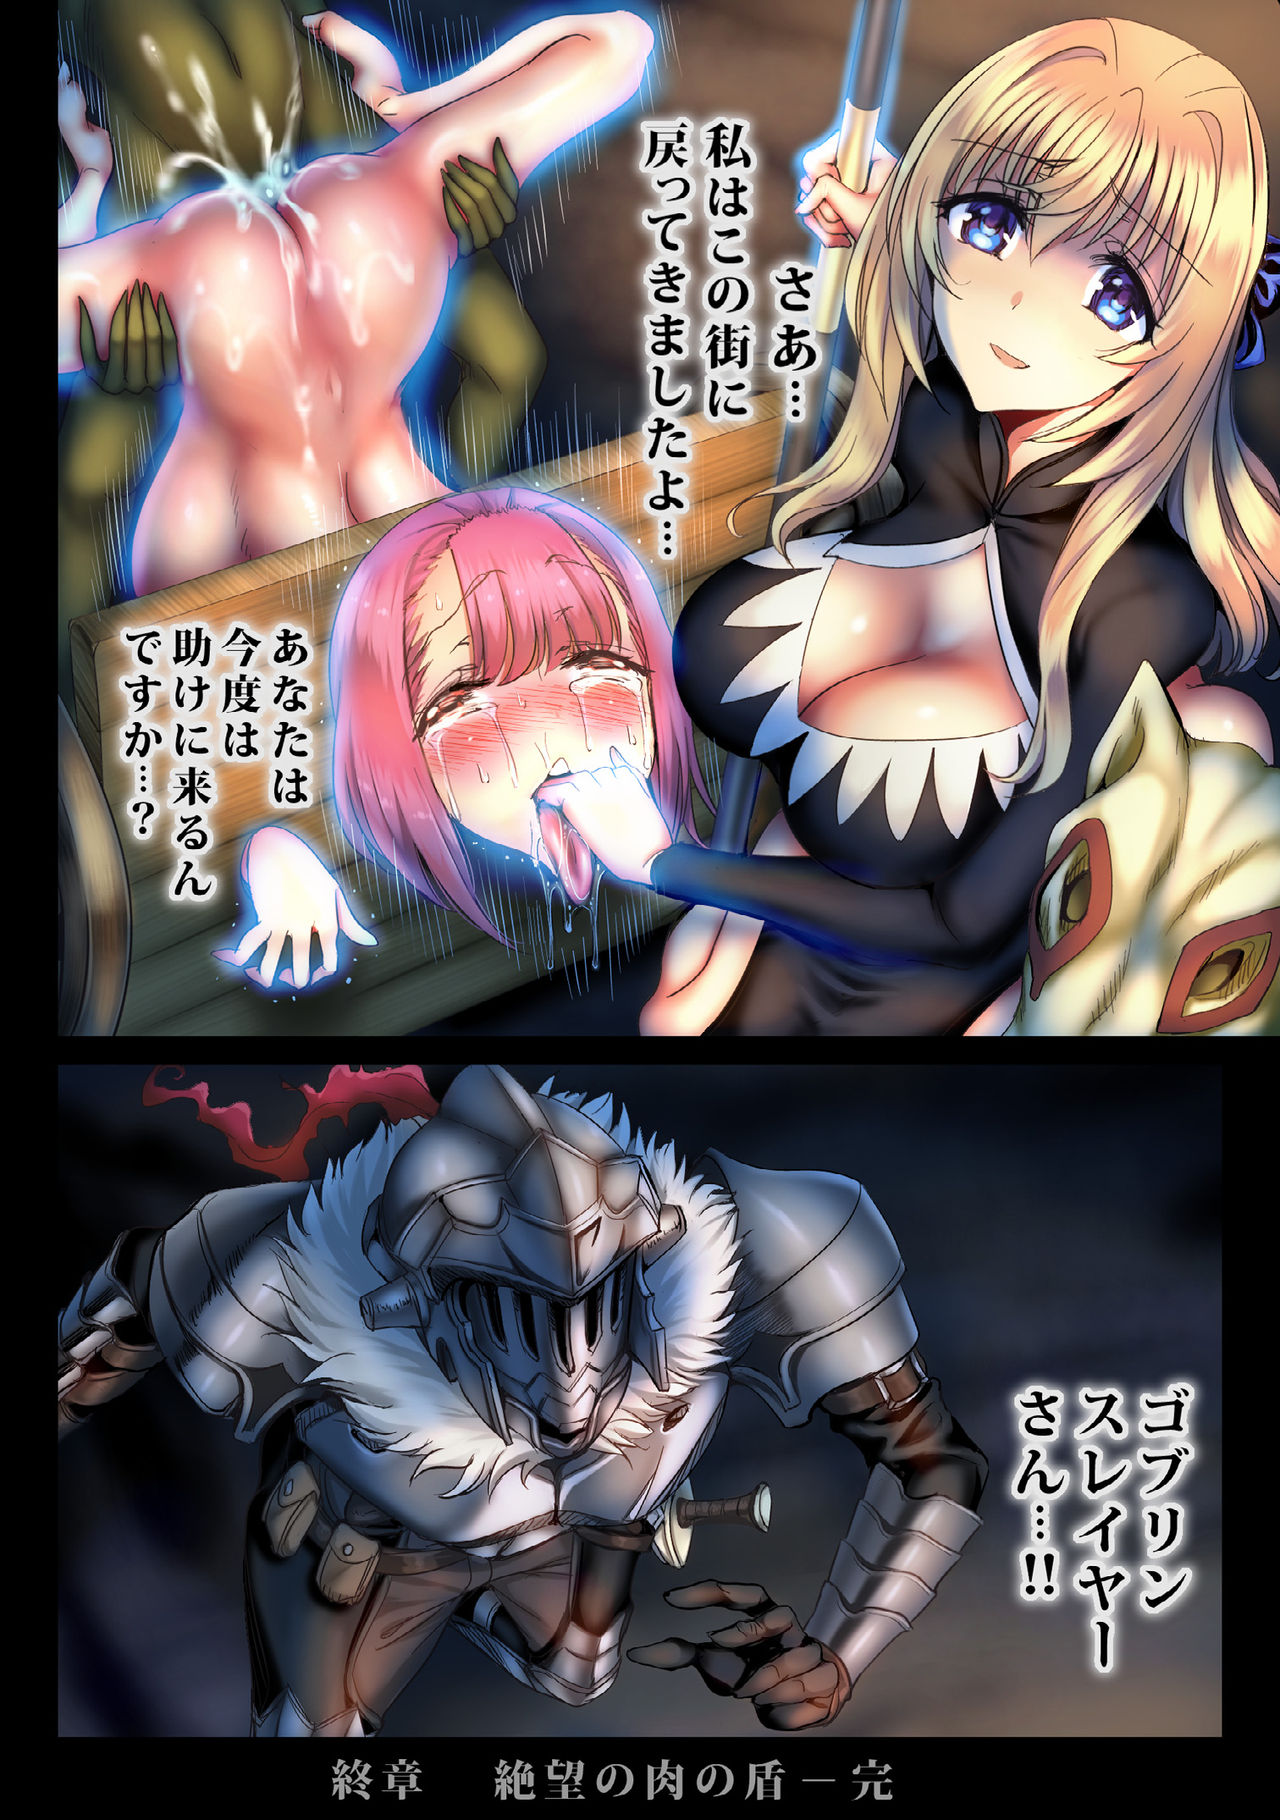 さあ…
私はこの街に
戻ってきましたよ…
あなたは
今度は
助けに来るん
ですか…？
ゴブリン
スレイヤー
さん…!!
終章　絶望の肉の盾－完